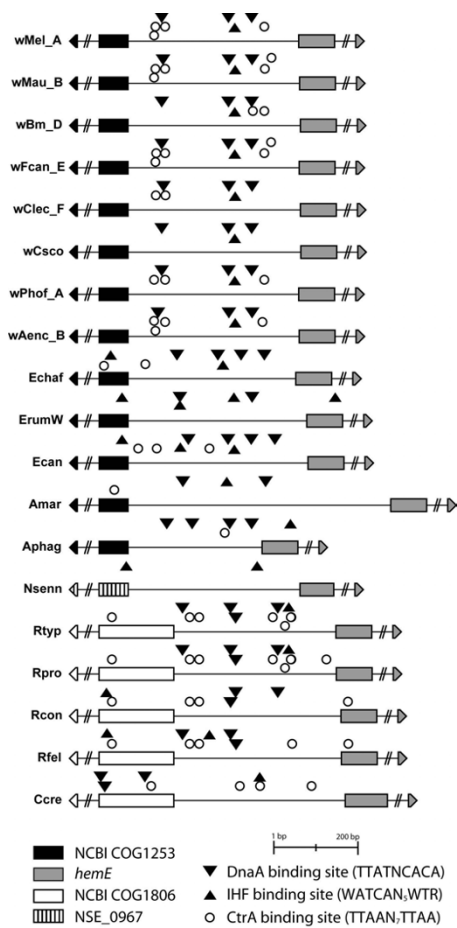 wMel_A
wMau_B
wBm_D
wFcan_E
wClec_F
wCsco
wPhof_A
wAenc_B
Echaf
ErumW
Ecan
Amar
Aphag
Nsenn
Rtyp
Rpro
Rcon
Rfel
Ccre
1 bp 200 bp
NCBI COG1253
hemE
NCBI COG1806
NSE_0967
DnaA binding site (TTATNCACA)
IHF binding site (WATCAN₅WTR)
CtrA binding site (TTAAN₇TTAA)